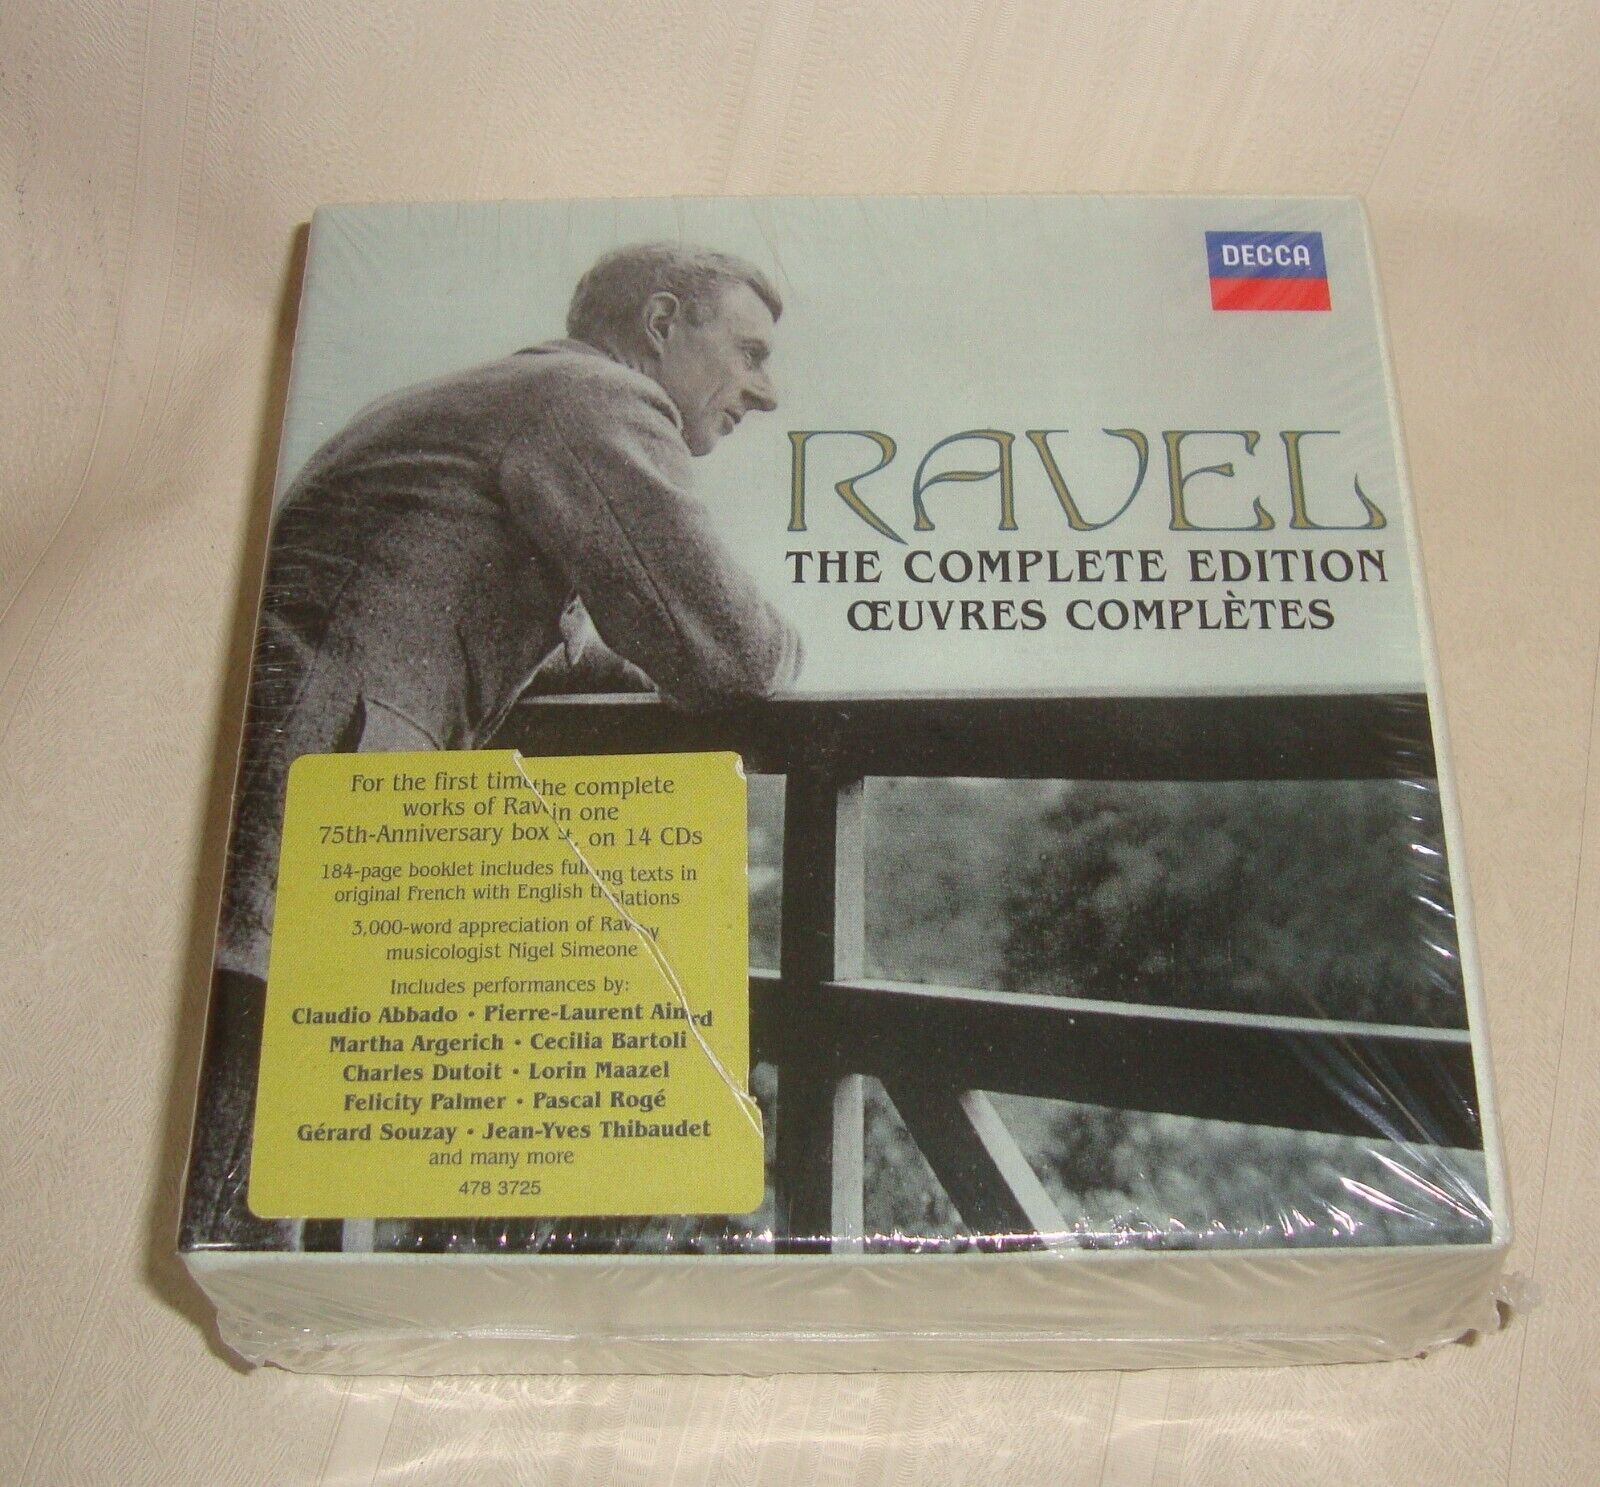 DECCA
RAVEL
THE COMPLETE EDITION
ŒUVRES COMPLÈTES
For the first time the complete
works of in one
75th-Anniversary box on 14 CDs
184-page booklet includes texts in
original French with English
3,000-word appreciation of
musicologist Nigel Simeone
Includes performances by:
Claudio Abbado • Pierre-Laurent
Martha Argerich • Cecilia Bartoli
Charles Dutoit • Lorin Maazel
Felicity Palmer • Pascal Rogé
Gérard Souzay • Jean-Yves Thibaudet
and many more
478 3725